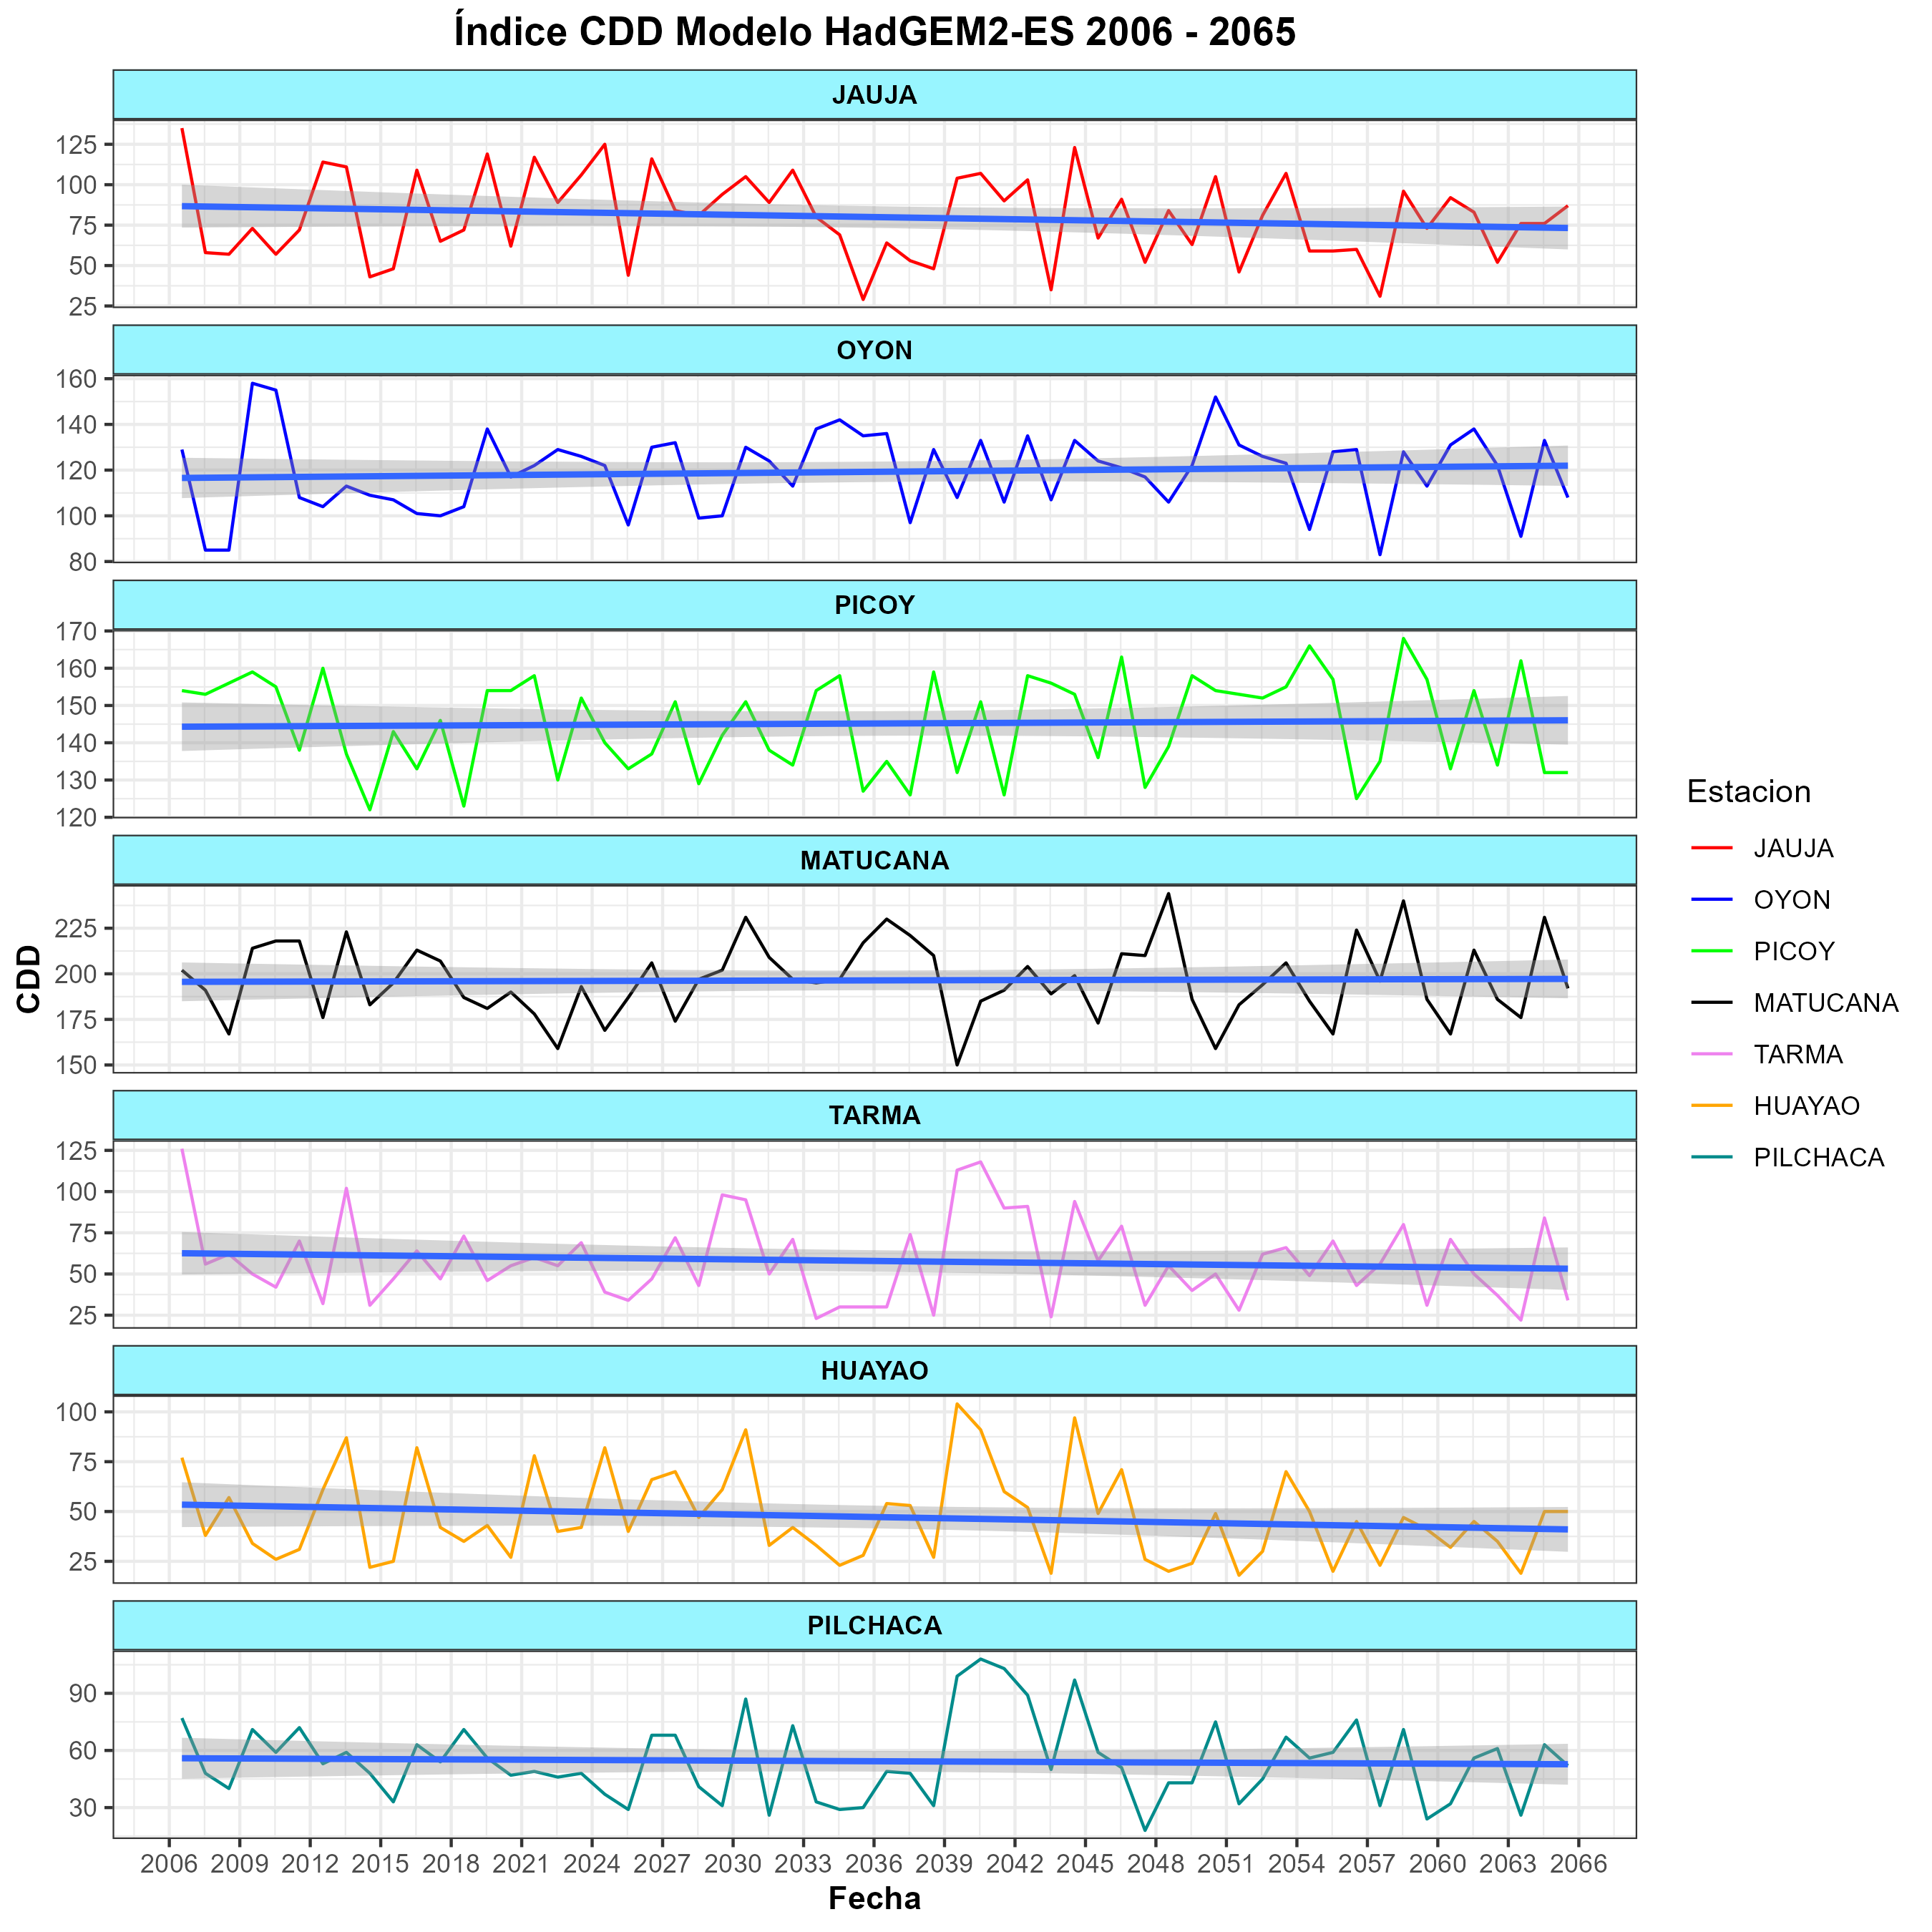 Índice CDD Modelo HadGEM2-ES 2006 - 2065
JAUJA
125
100
75
50
25
OYON
160
140
120
100
80
PICOY
170
160
150
140
130
120
MATUCANA
225
200
175
150
TARMA
125
100
75
50
25
HUAYAO
100
75
50
25
PILCHACA
90
60
30
2006 2009 2012 2015 2018 2021 2024 2027 2030 2033 2036 2039 2042 2045 2048 2051 2054 2057 2060 2063 2066
Fecha
CDD
Estacion
JAUJA
OYON
PICOY
MATUCANA
TARMA
HUAYAO
PILCHACA